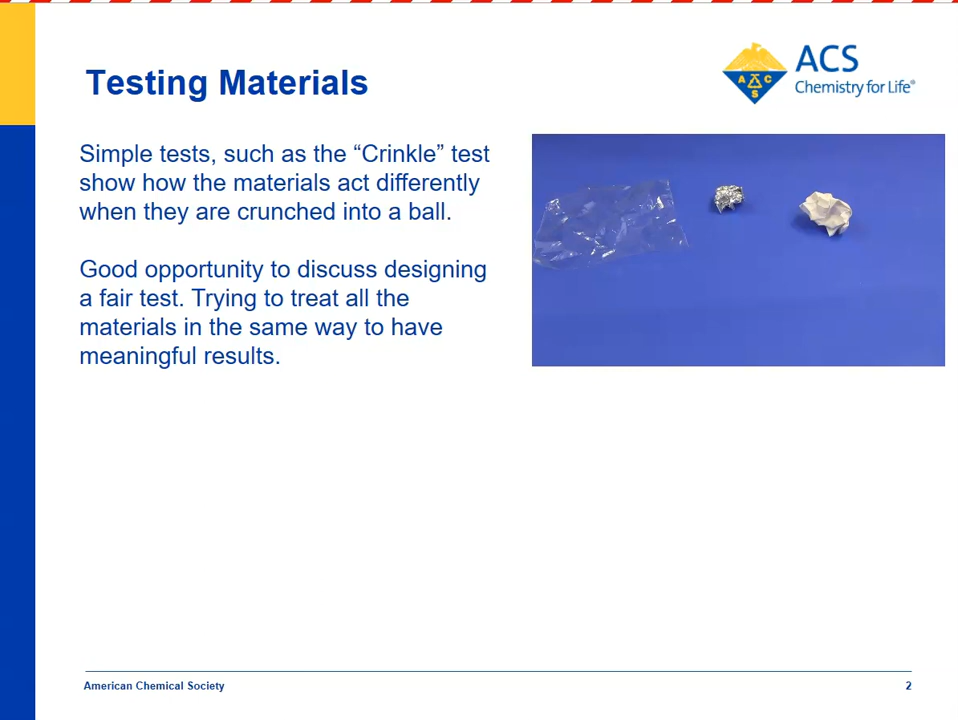 Testing Materials
ACS
Chemistry for Life®
A C S
Simple tests, such as the “Crinkle” test
show how the materials act differently
when they are crunched into a ball.
Good opportunity to discuss designing
a fair test. Trying to treat all the
materials in the same way to have
meaningful results.
American Chemical Society
2